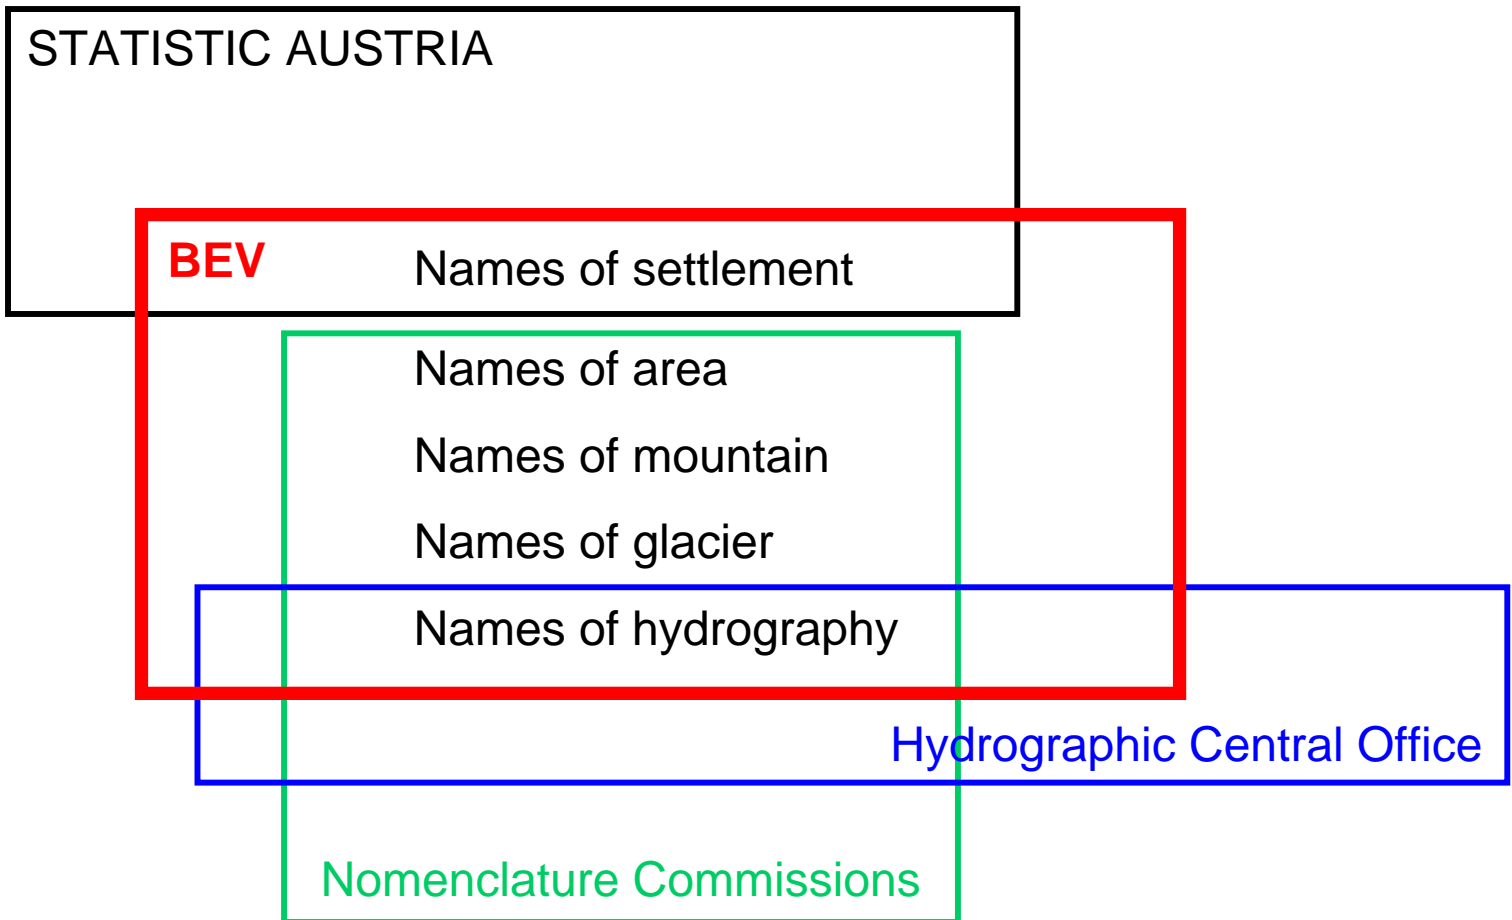 STATISTIC AUSTRIA
BEV
Names of settlement
Names of area
Names of mountain
Names of glacier
Names of hydrography
Hydrographic Central Office
Nomenclature Commissions